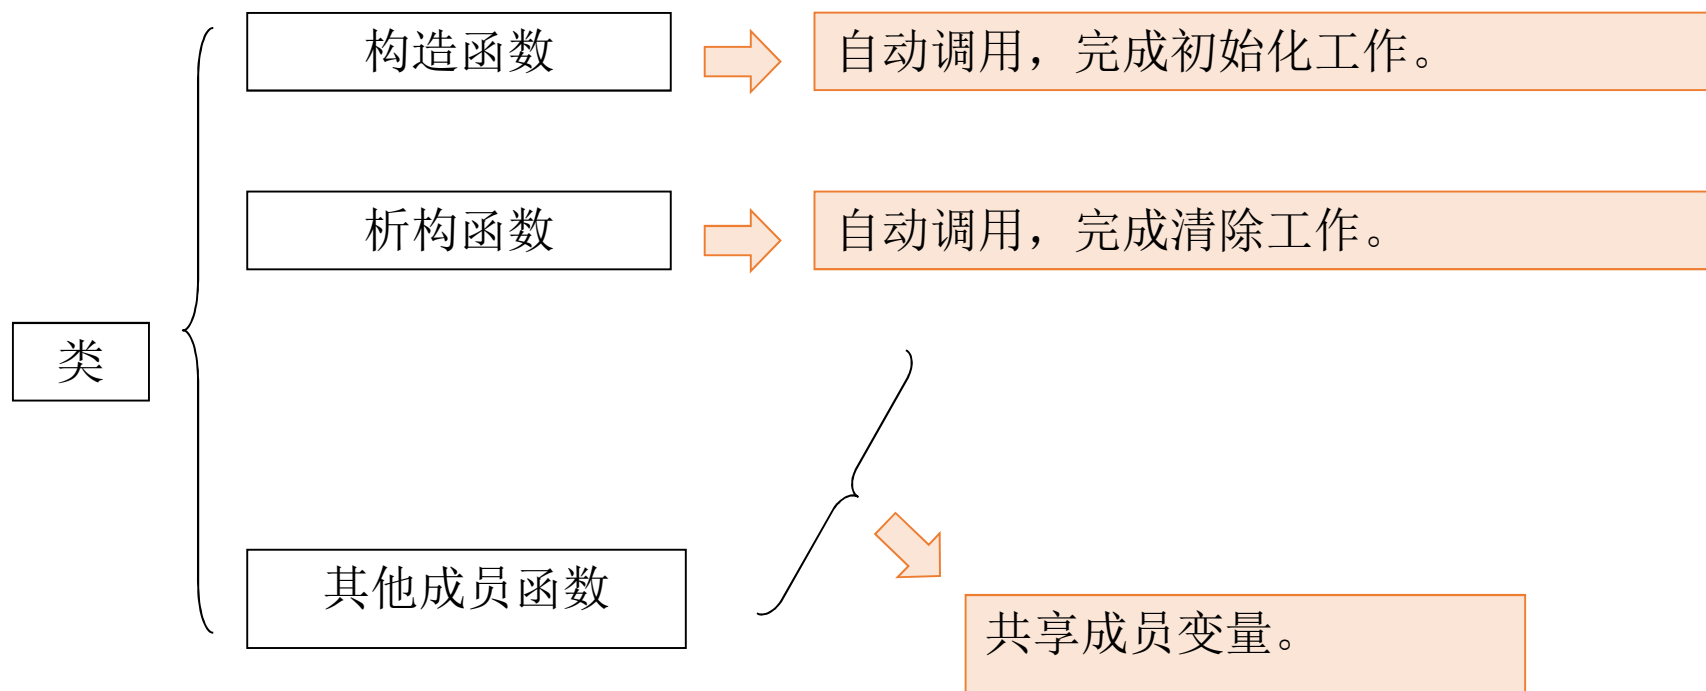 构造函数
自动调用，完成初始化工作。
析构函数
自动调用，完成清除工作。
类
其他成员函数
共享成员变量。